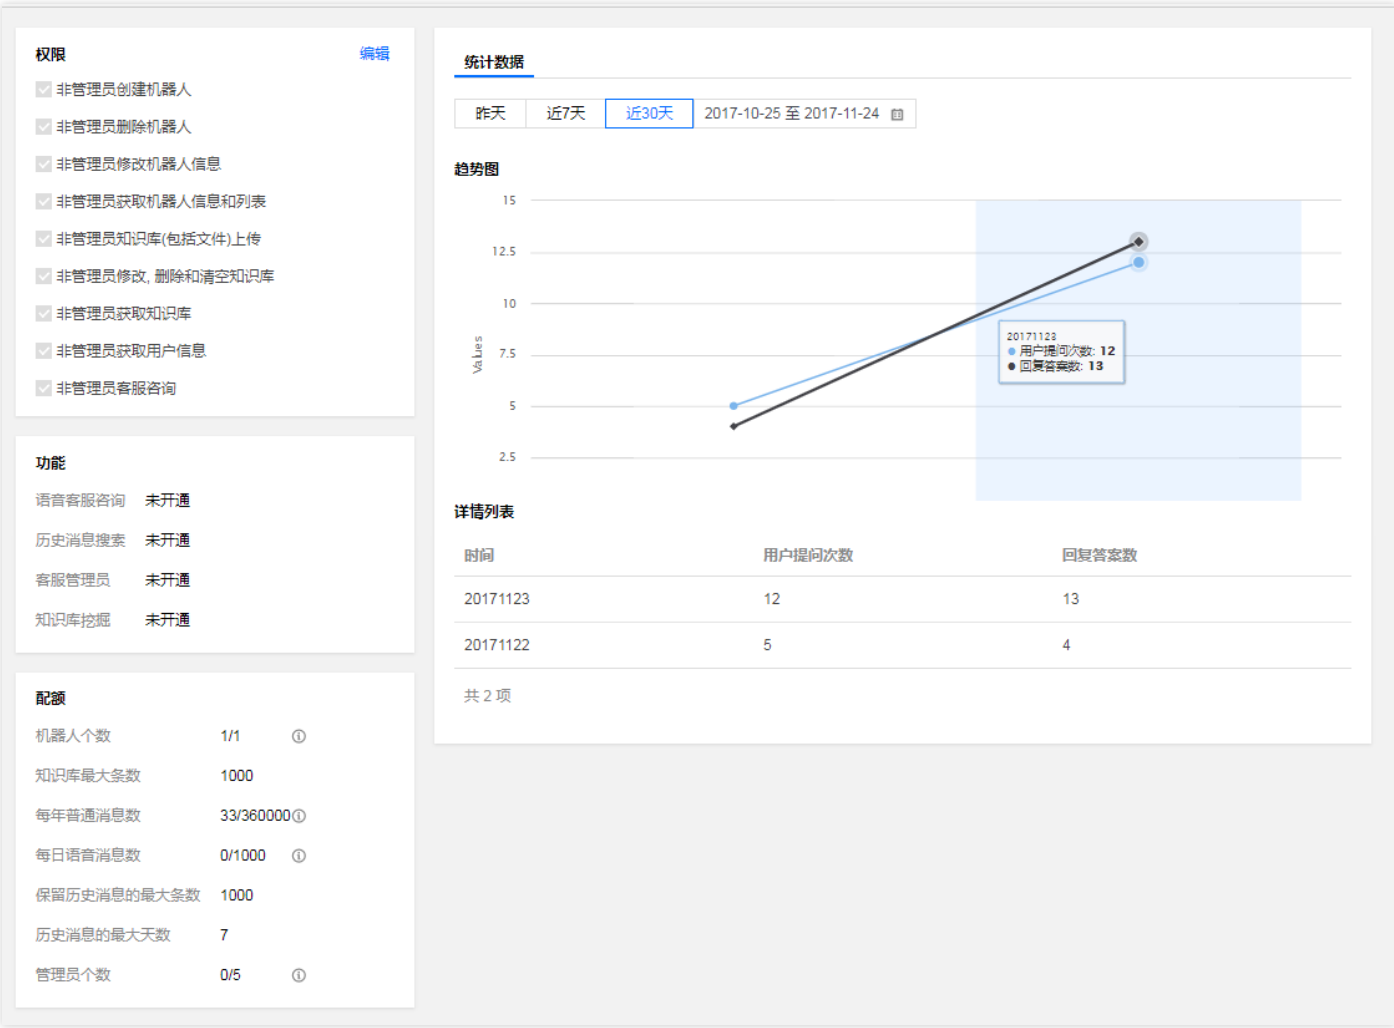 权限
编辑
非管理员创建机器人
非管理员删除机器人
非管理员修改机器人信息
非管理员获取机器人信息和列表
非管理员知识库(包括文件)上传
非管理员修改, 删除和清空知识库
非管理员获取知识库
非管理员获取用户信息
非管理员客服咨询
功能
语音客服咨询 未开通
历史消息搜索 未开通
客服管理员 未开通
知识库挖掘 未开通
配额
机器人个数 1/1
知识库最大条数 1000
每年普通消息数 33/360000
每日语音消息数 0/1000
保留历史消息的最大条数 1000
历史消息的最大天数 7
管理员个数 0/5
统计数据
昨天 近7天 近30天 2017-10-25 至 2017-11-24
趋势图
15
12.5
10
7.5
5
2.5
Values
20171123
用户提问次数: 12
回复答案数: 13
详情列表
时间 用户提问次数 回复答案数
20171123 12 13
20171122 5 4
共 2 项